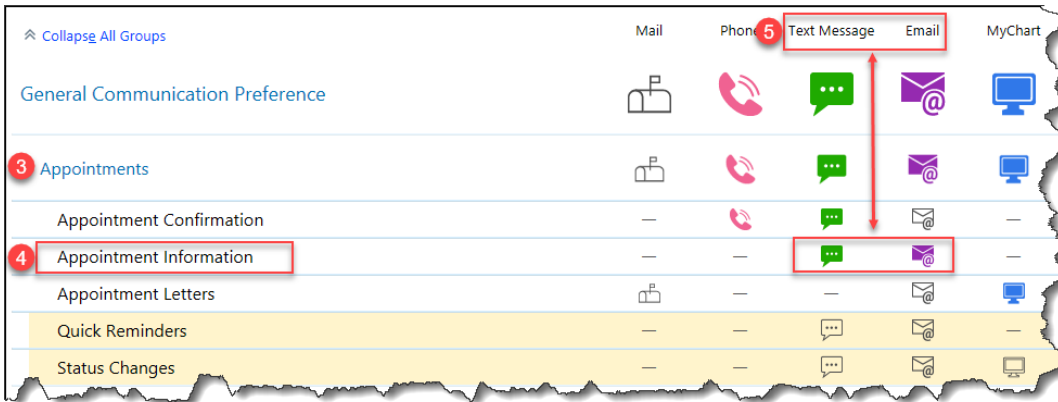 Collapse All Groups Mail Phone 5 Text Message Email MyChart
General Communication Preference
3 Appointments
Appointment Confirmation — —
4 Appointment Information — — —
Appointment Letters — —
Quick Reminders — — —
Status Changes — —